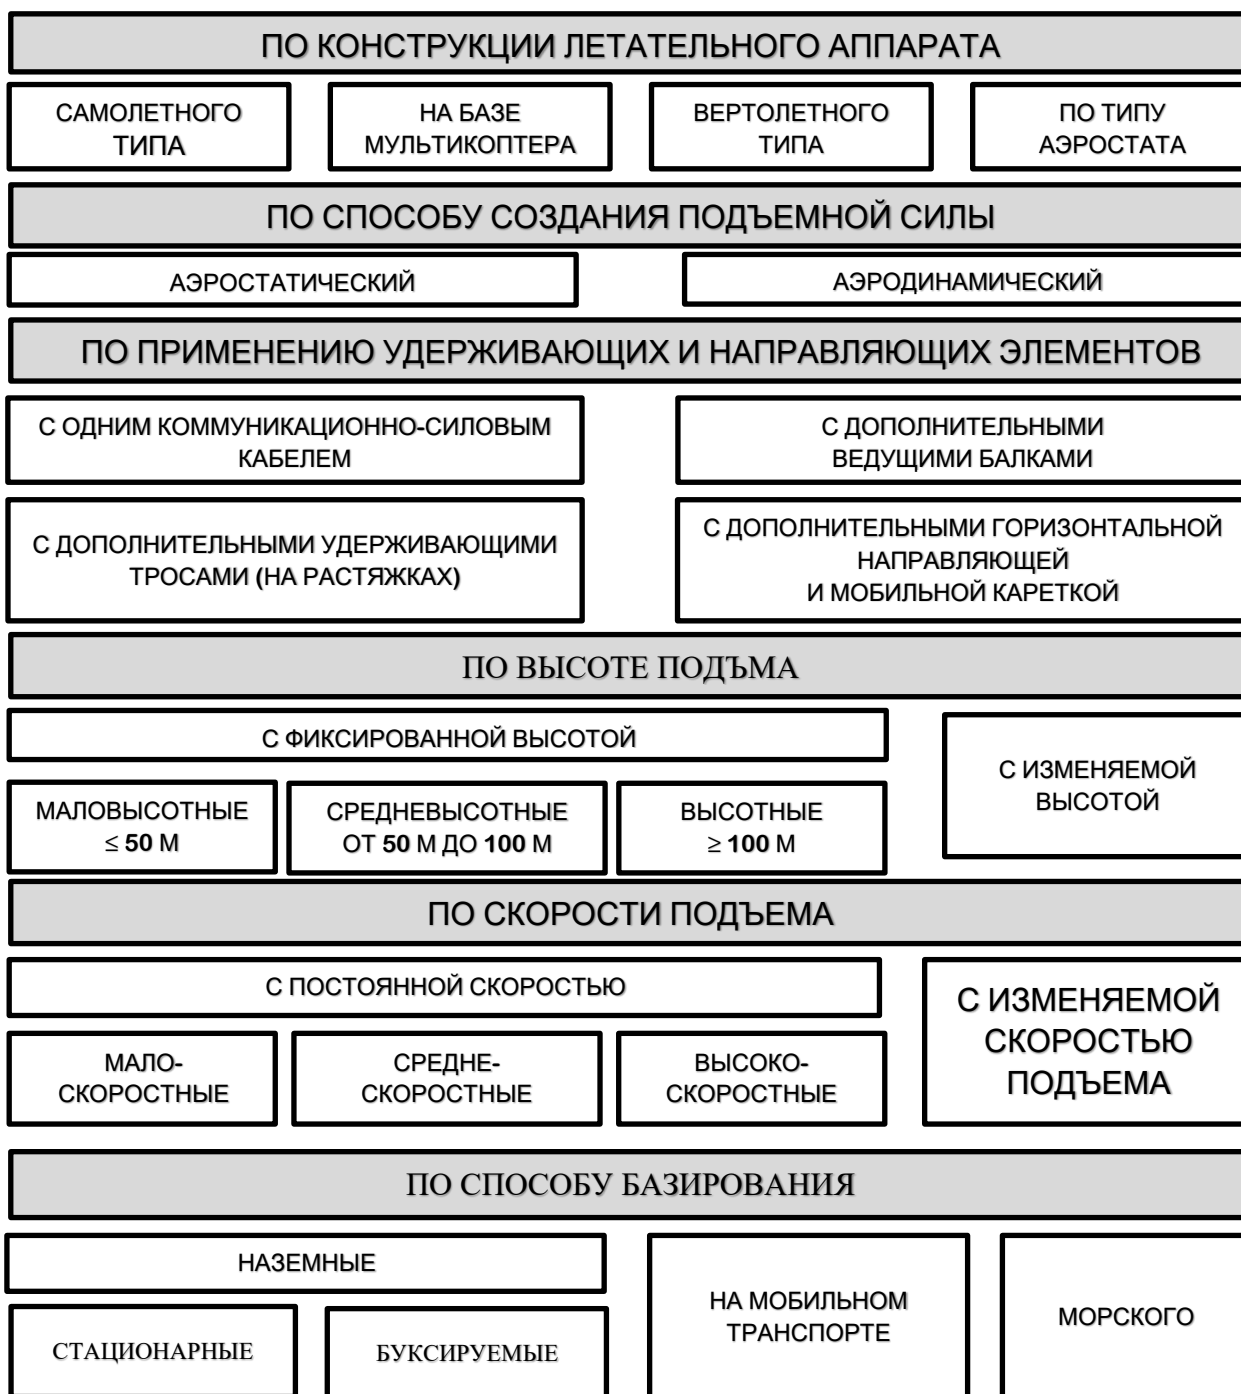 ПО КОНСТРУКЦИИ ЛЕТАТЕЛЬНОГО АППАРАТА
САМОЛЕТНОГО
ТИПА
НА БАЗЕ
МУЛЬТИКОПТЕРА
ВЕРТОЛЕТНОГО
ТИПА
ПО ТИПУ
АЭРОСТАТА
ПО СПОСОБУ СОЗДАНИЯ ПОДЪЕМНОЙ СИЛЫ
АЭРОСТАТИЧЕСКИЙ
АЭРОДИНАМИЧЕСКИЙ
ПО ПРИМЕНЕНИЮ УДЕРЖИВАЮЩИХ И НАПРАВЛЯЮЩИХ ЭЛЕМЕНТОВ
С ОДНИМ КОММУНИКАЦИОННО-СИЛОВЫМ
КАБЕЛЕМ
С ДОПОЛНИТЕЛЬНЫМИ
ВЕДУЩИМИ БАЛКАМИ
С ДОПОЛНИТЕЛЬНЫМИ УДЕРЖИВАЮЩИМИ
ТРОСАМИ (НА РАСТЯЖКАХ)
С ДОПОЛНИТЕЛЬНЫМИ ГОРИЗОНТАЛЬНОЙ
НАПРАВЛЯЮЩЕЙ
И МОБИЛЬНОЙ КАРЕТКОЙ
ПО ВЫСОТЕ ПОДЪМА
С ФИКСИРОВАННОЙ ВЫСОТОЙ
С ИЗМЕНЯЕМОЙ
ВЫСОТОЙ
МАЛОВЫСОТНЫЕ
≤ 50 М
СРЕДНЕВЫСОТНЫЕ
ОТ 50 М ДО 100 М
ВЫСОТНЫЕ
≥ 100 М
ПО СКОРОСТИ ПОДЪЕМА
С ПОСТОЯННОЙ СКОРОСТЬЮ
С ИЗМЕНЯЕМОЙ
СКОРОСТЬЮ
ПОДЪЕМА
МАЛО-
СКОРОСТНЫЕ
СРЕДНЕ-
СКОРОСТНЫЕ
ВЫСОКО-
СКОРОСТНЫЕ
ПО СПОСОБУ БАЗИРОВАНИЯ
НАЗЕМНЫЕ
НА МОБИЛЬНОМ
ТРАНСПОРТЕ
МОРСКОГО
СТАЦИОНАРНЫЕ
БУКСИРУЕМЫЕ